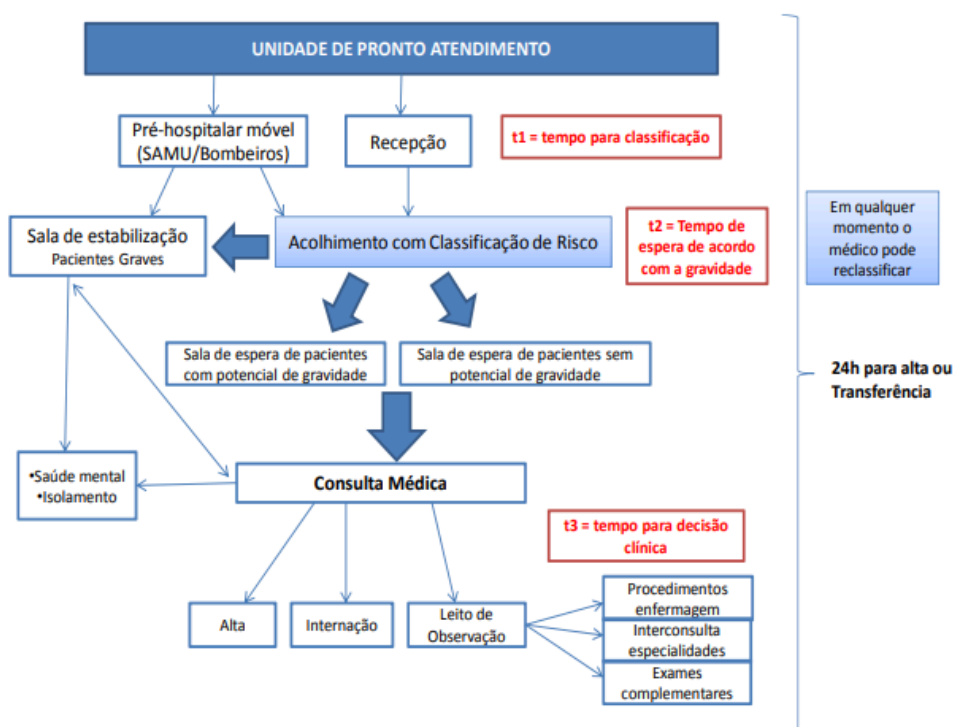 UNIDADE DE PRONTO ATENDIMENTO
Pré-hospitalar móvel
(SAMU/Bombeiros)
Recepção
t1 = tempo para classificação
Sala de estabilização
Pacientes Graves
Acolhimento com Classificação de Risco
t2 = Tempo de
espera de acordo
com a gravidade
Em qualquer
momento o
médico pode
reclassificar
Sala de espera de pacientes
com potencial de gravidade
Sala de espera de pacientes sem
potencial de gravidade
24h para alta ou
Transferência
•Saúde mental
•Isolamento
Consulta Médica
t3 = tempo para decisão
clínica
Alta
Internação
Leito de
Observação
Procedimentos
enfermagem
Interconsulta
especialidades
Exames
complementares